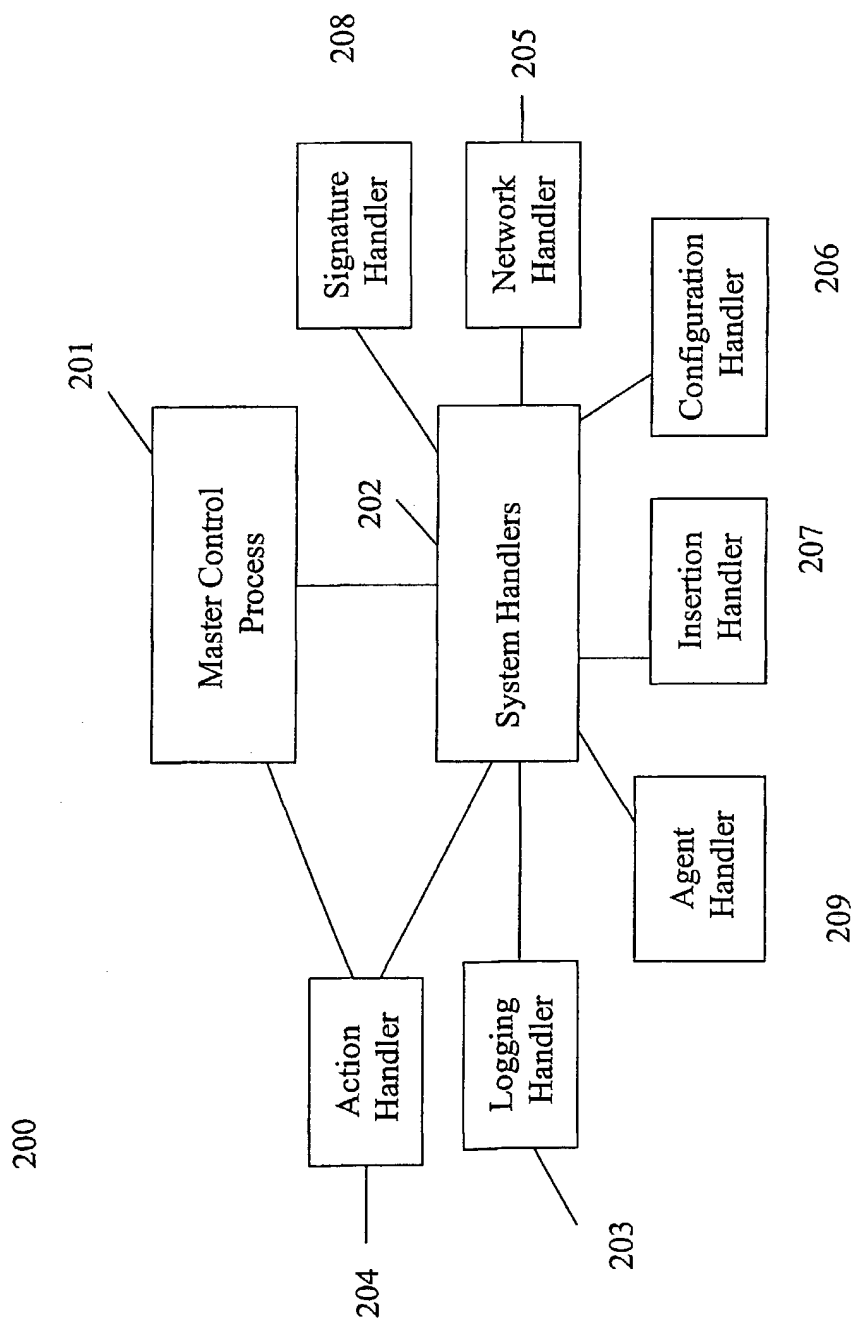 200
201
Master Control
Process
208
Signature
Handler
202
System Handlers
204
Action
Handler
203
Logging
Handler
205
Network
Handler
209
Agent
Handler
207
Insertion
Handler
206
Configuration
Handler